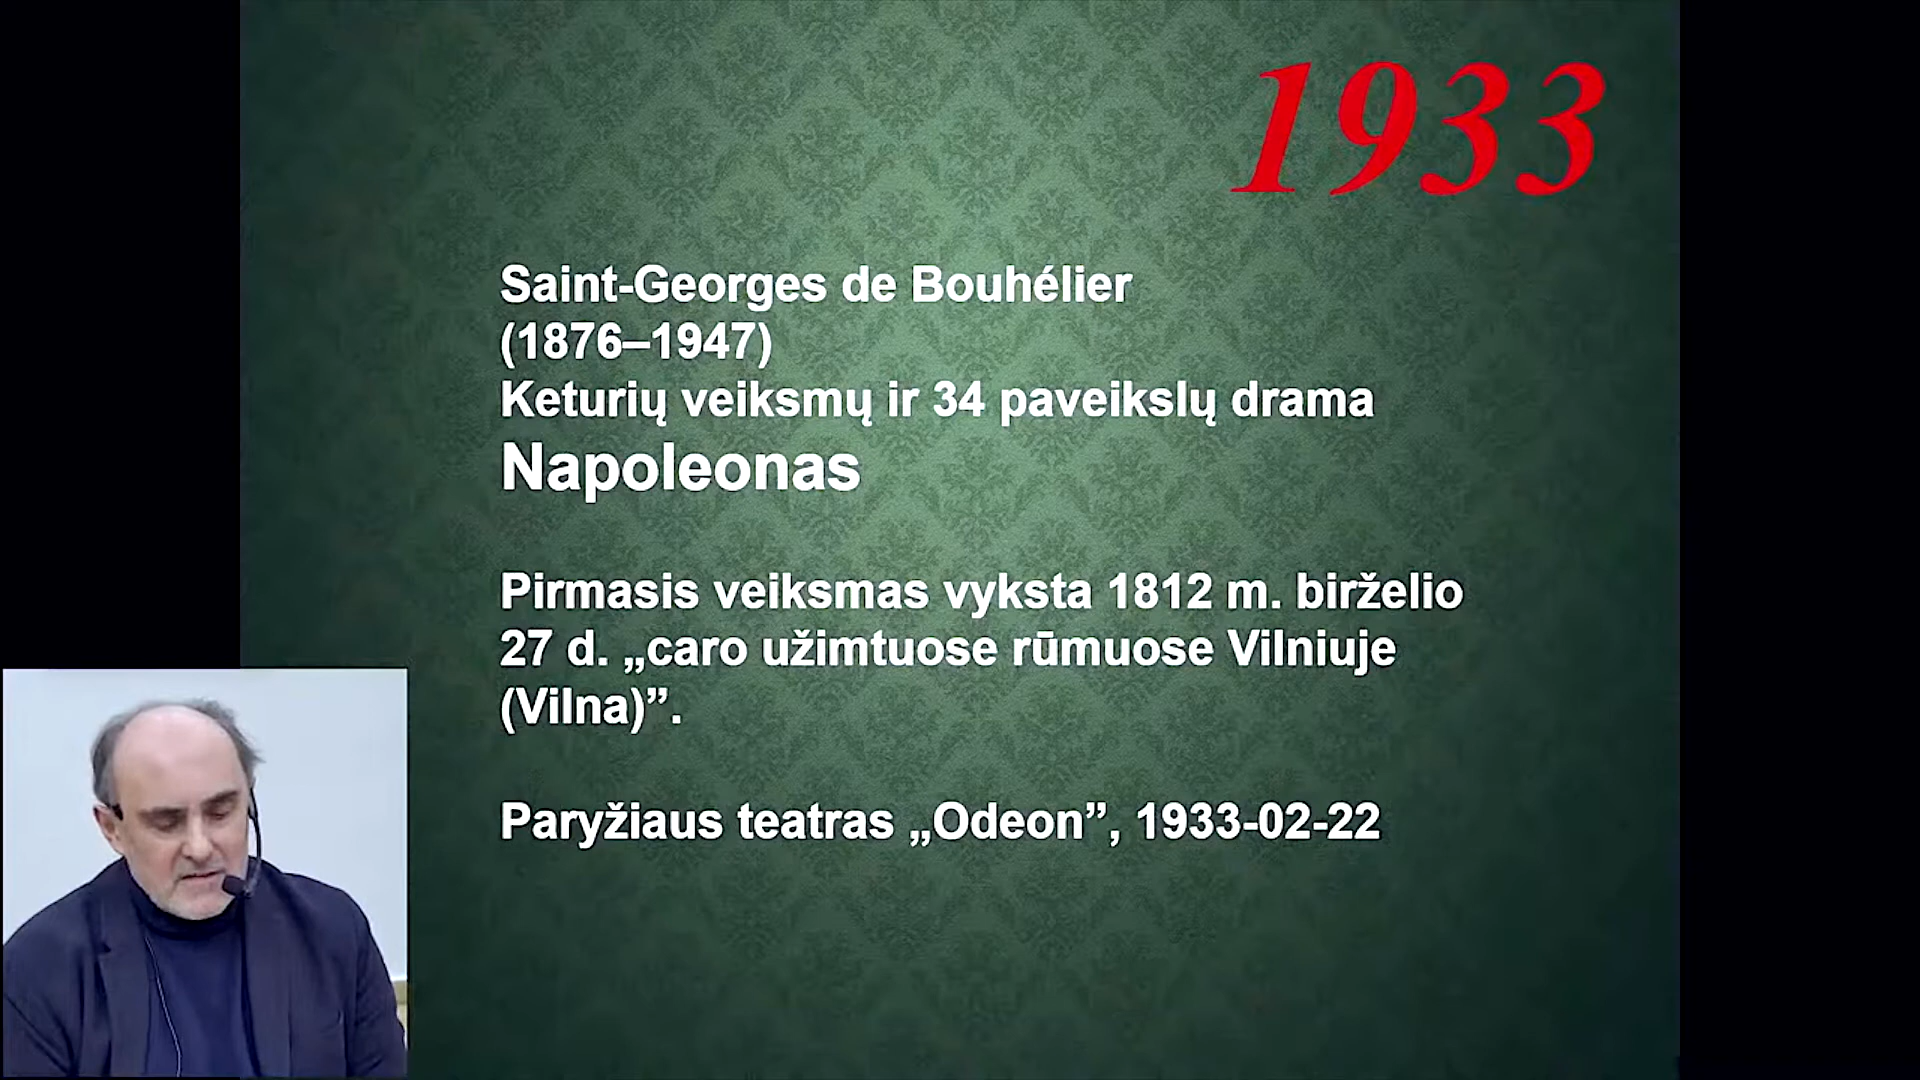 1933
Saint-Georges de Bouhélier
(1876–1947)
Keturių veiksmų ir 34 paveikslų drama
Napoleonas
Pirmasis veiksmas vyksta 1812 m. birželio
27 d. „caro užimtuose rūmuose Vilniuje
(Vilna)”.
Paryžiaus teatras „Odeon”, 1933-02-22